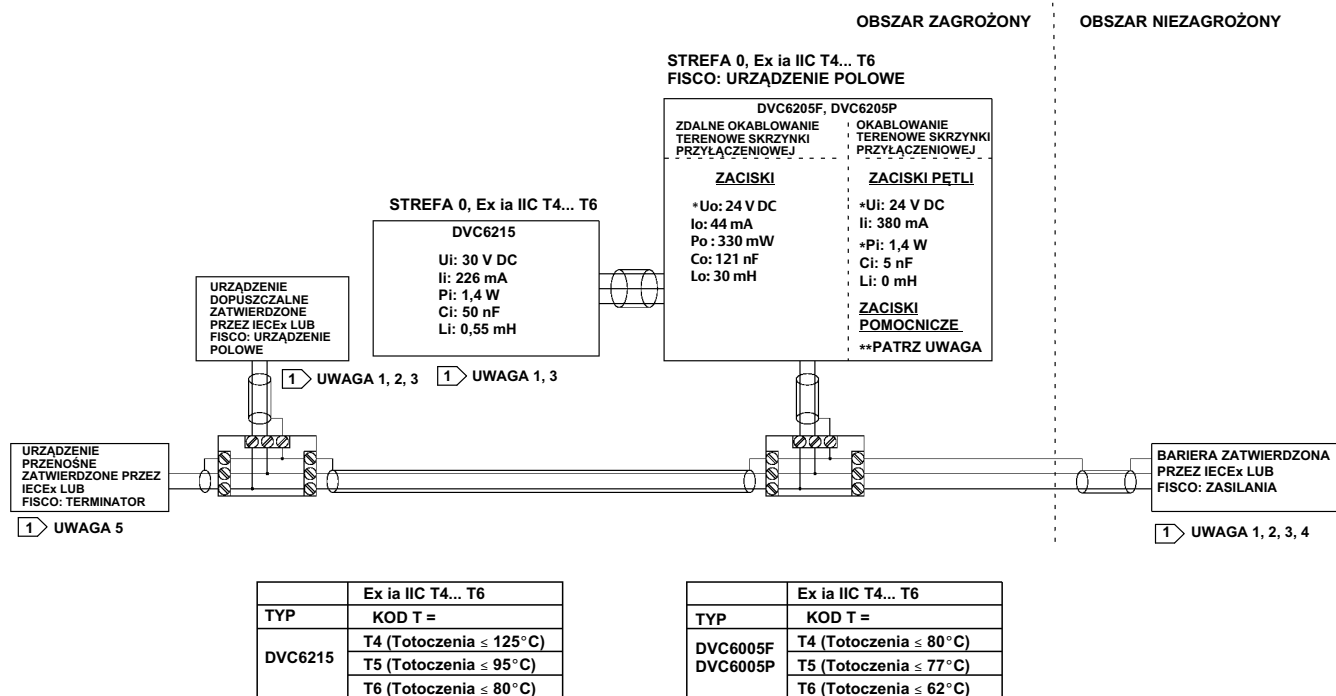 OBSZAR ZAGROŻONY
OBSZAR NIEZAGROŻONY
STREFA 0, Ex ia IIC T4... T6
FISCO: URZĄDZENIE POLOWE
DVC6205F, DVC6205P
ZDALNE OKABLOWANIE
TERENOWE SKRZYNKI
PRZYŁĄCZENIOWEJ
ZACISKI
*Uo: 24 V DC
Io: 44 mA
Po : 330 mW
Co: 121 nF
Lo: 30 mH
OKABLOWANIE
TERENOWE SKRZYNKI
PRZYŁĄCZENIOWEJ
ZACISKI PĘTLI
*Ui: 24 V DC
Ii: 380 mA
*Pi: 1,4 W
Ci: 5 nF
Li: 0 mH
ZACISKI
POMOCNICZE
**PATRZ UWAGA
STREFA 0, Ex ia IIC T4... T6
DVC6215
Ui: 30 V DC
Ii: 226 mA
Pi: 1,4 W
Ci: 50 nF
Li: 0,55 mH
1 UWAGA 1, 3
URZĄDZENIE
DOPUSZCZALNE
ZATWIERDZONE
PRZEZ IECEx LUB
FISCO: URZĄDZENIE
POLOWE
1 UWAGA 1, 2, 3
URZĄDZENIE
PRZENOŚNE
ZATWIERDZONE PRZEZ
IECEx LUB
FISCO: TERMINATOR
1 UWAGA 5
BARIERA ZATWIERDZONA
PRZEZ IECEx LUB
FISCO: ZASILANIA
1 UWAGA 1, 2, 3, 4
Ex ia IIC T4... T6
TYP KOD T =
DVC6215
T4 (Totoczenia ≤ 125°C)
T5 (Totoczenia ≤ 95°C)
T6 (Totoczenia ≤ 80°C)
Ex ia IIC T4... T6
TYP KOD T =
DVC6005F
DVC6005P
T4 (Totoczenia ≤ 80°C)
T5 (Totoczenia ≤ 77°C)
T6 (Totoczenia ≤ 62°C)